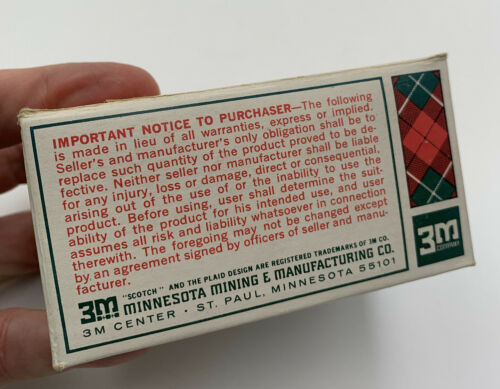 IMPORTANT NOTICE TO PURCHASER—The following
is made in lieu of all warranties, express or implied.
Seller's and manufacturer's only obligation shall be to
replace such quantity of the product proved to be de-
fective. Neither seller nor manufacturer shall be liable
for any injury, loss or damage, direct or consequential,
arising out of the use of or the inability to use the
product. Before using, user shall determine the suit-
ability of the product for his intended use, and user
assumes all risk and liability whatsoever in connection
therewith. The foregoing may not be changed except
by an agreement signed by officers of seller and manu-
facturer.
"SCOTCH" AND THE PLAID DESIGN ARE REGISTERED TRADEMARKS OF 3M CO.
3M MINNESOTA MINING & MANUFACTURING CO.
3M CENTER · ST. PAUL, MINNESOTA 55101
3M
COMPANY